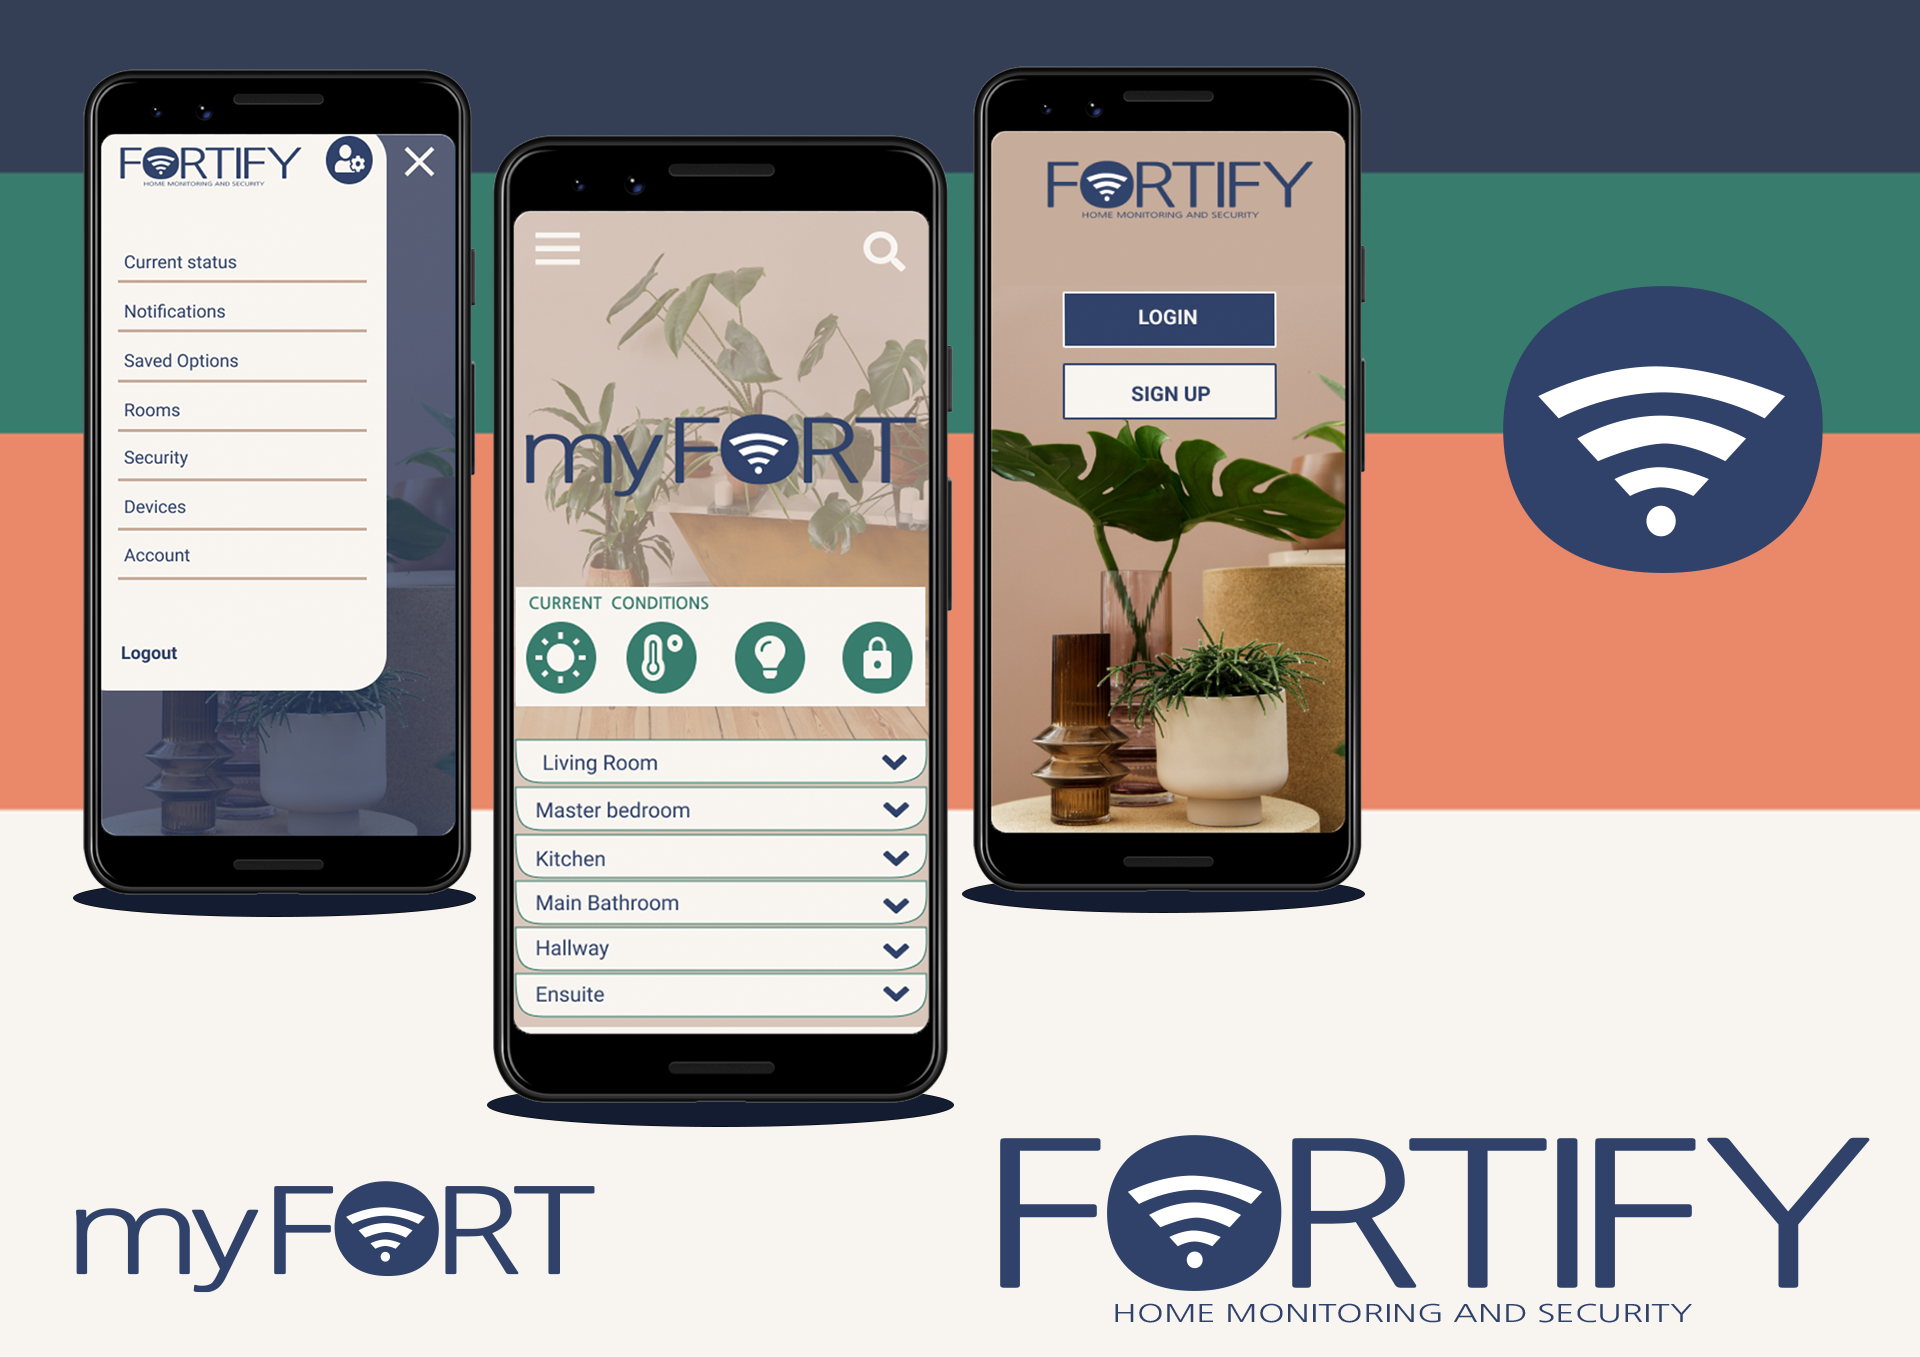 FORTIFY
HOME MONITORING AND SECURITY
Current status
Notifications
Saved Options
Rooms
Security
Devices
Account
Logout
myFORT
CURRENT CONDITIONS
Living Room
Master bedroom
Kitchen
Main Bathroom
Hallway
Ensuite
FORTIFY
HOME MONITORING AND SECURITY
LOGIN
SIGN UP
myFORT
FORTIFY
HOME MONITORING AND SECURITY